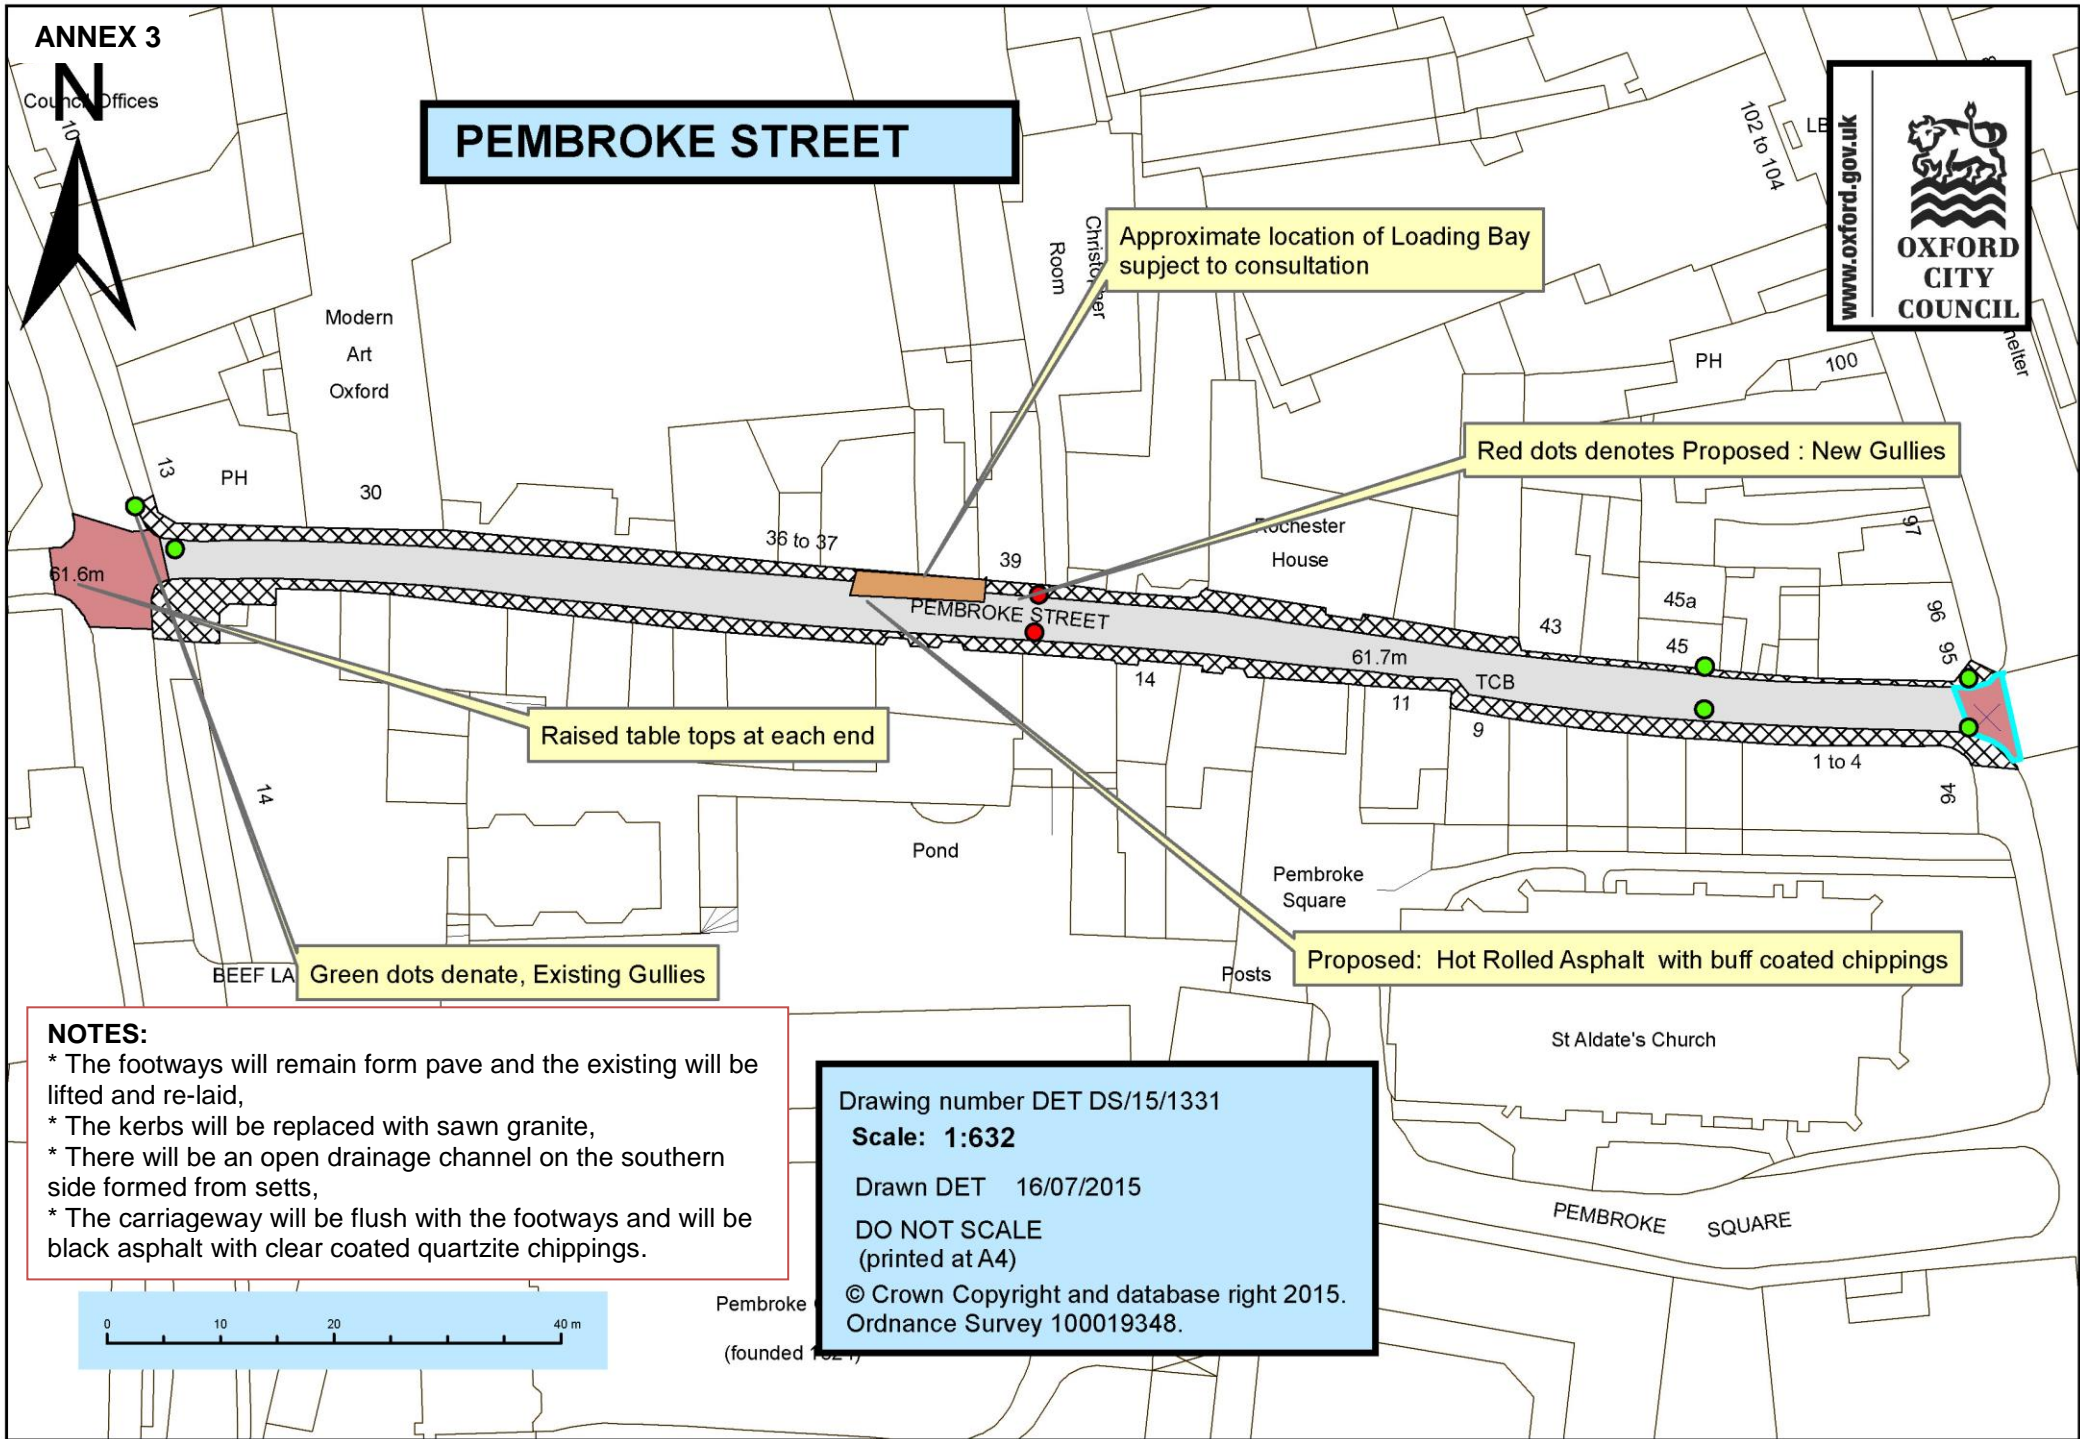 ANNEX 3
N
Council Offices
10
PEMBROKE STREET
www.oxford.gov.uk
OXFORD
CITY
COUNCIL
102 to 104
Approximate location of Loading Bay
supject to consultation
Room
Modern
Art
Oxford
PH
100
Red dots denotes Proposed : New Gullies
13
PH
30
36 to 37
39
Rochester
House
97
61.6m
PEMBROKE STREET
45a
96
43
45
95
61.7m
TCB
14
11
9
1 to 4
94
Raised table tops at each end
14
Pond
Pembroke
Square
Proposed: Hot Rolled Asphalt with buff coated chippings
BEEF LA
Green dots denate, Existing Gullies
Posts
St Aldate's Church
NOTES:
* The footways will remain form pave and the existing will be
lifted and re-laid,
* The kerbs will be replaced with sawn granite,
* There will be an open drainage channel on the southern
side formed from setts,
* The carriageway will be flush with the footways and will be
black asphalt with clear coated quartzite chippings.
Drawing number DET DS/15/1331
Scale: 1:632
Drawn DET 16/07/2015
DO NOT SCALE
(printed at A4)
© Crown Copyright and database right 2015.
Ordnance Survey 100019348.
PEMBROKE SQUARE
Pembroke
(founded
0 10 20 40 m